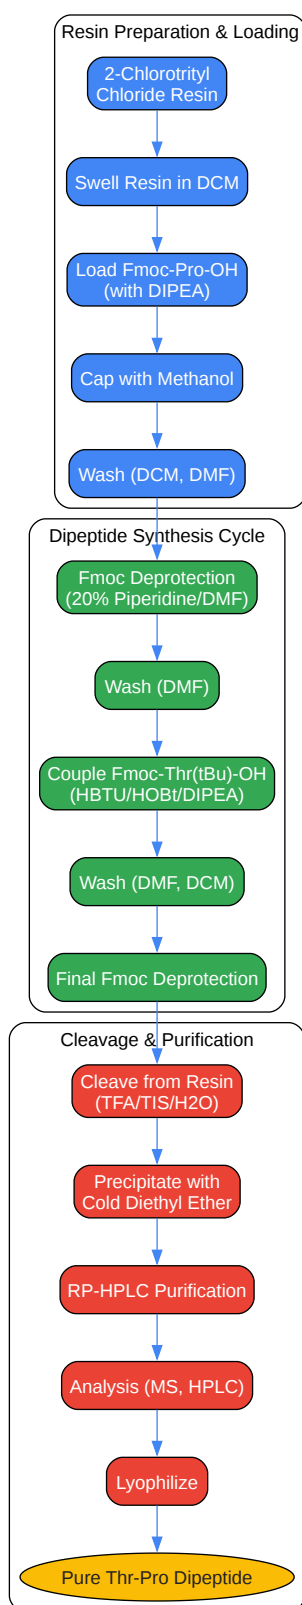 Resin Preparation & Loading
2-Chlorotrityl
Chloride Resin
Swell Resin in DCM
Load Fmoc-Pro-OH
(with DIPEA)
Cap with Methanol
Wash (DCM, DMF)
Dipeptide Synthesis Cycle
Fmoc Deprotection
(20% Piperidine/DMF)
Wash (DMF)
Couple Fmoc-Thr(tBu)-OH
(HBTU/HOBt/DIPEA)
Wash (DMF, DCM)
Final Fmoc Deprotection
Cleavage & Purification
Cleave from Resin
(TFA/TIS/H2O)
Precipitate with
Cold Diethyl Ether
RP-HPLC Purification
Analysis (MS, HPLC)
Lyophilize
Pure Thr-Pro Dipeptide